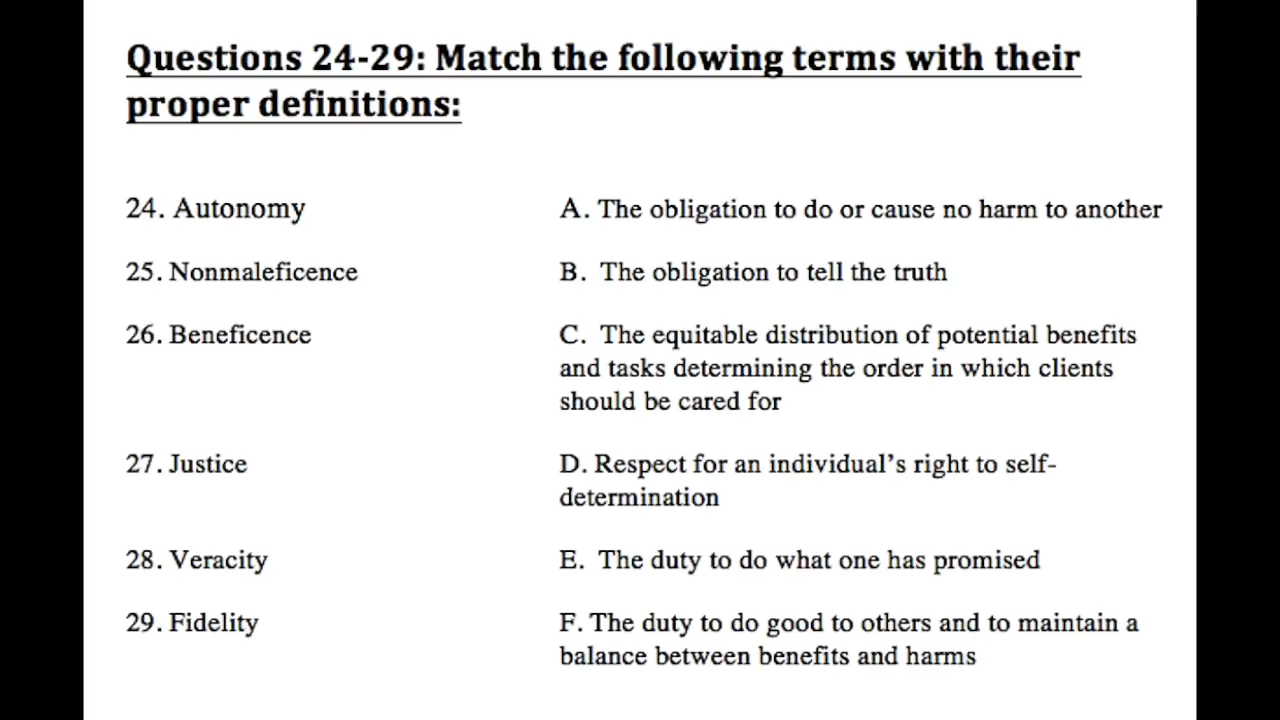 Questions 24-29: Match the following terms with their
proper definitions:
24. Autonomy
A. The obligation to do or cause no harm to another
25. Nonmaleficence
B. The obligation to tell the truth
26. Beneficence
C. The equitable distribution of potential benefits
and tasks determining the order in which clients
should be cared for
27. Justice
D. Respect for an individual’s right to self-
determination
28. Veracity
E. The duty to do what one has promised
29. Fidelity
F. The duty to do good to others and to maintain a
balance between benefits and harms